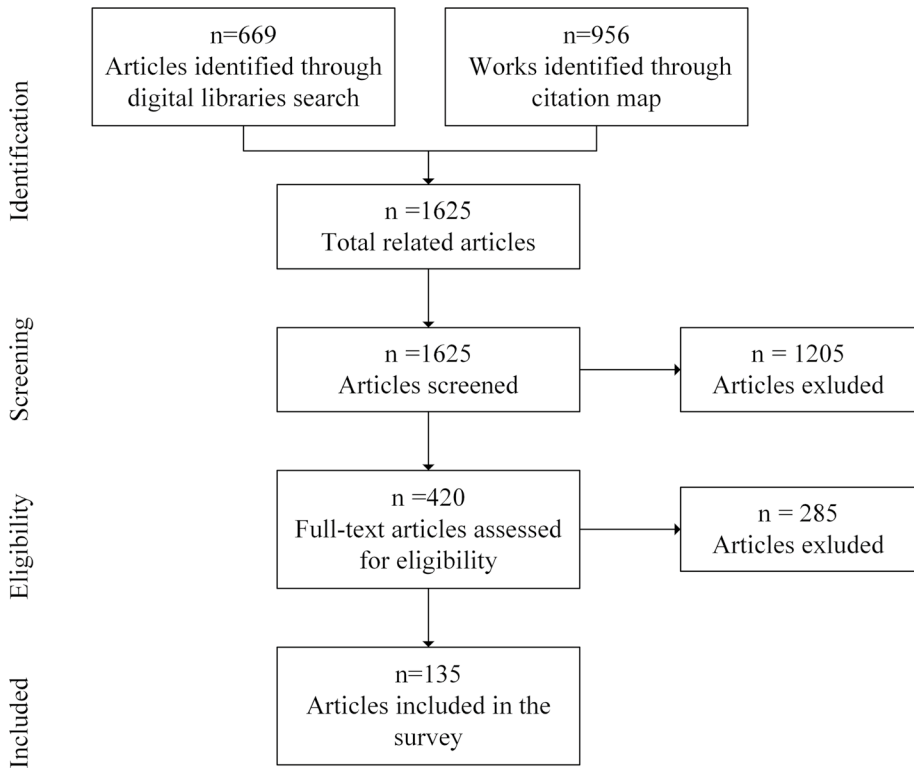 n=669
Articles identified through
digital libraries search
n=956
Works identified through
citation map
Identification
n =1625
Total related articles
Screening
n =1625
Articles screened
n = 1205
Articles exluded
Eligibility
n =420
Full-text articles assessed
for eligibility
n = 285
Articles exluded
Included
n=135
Articles included in the
survey